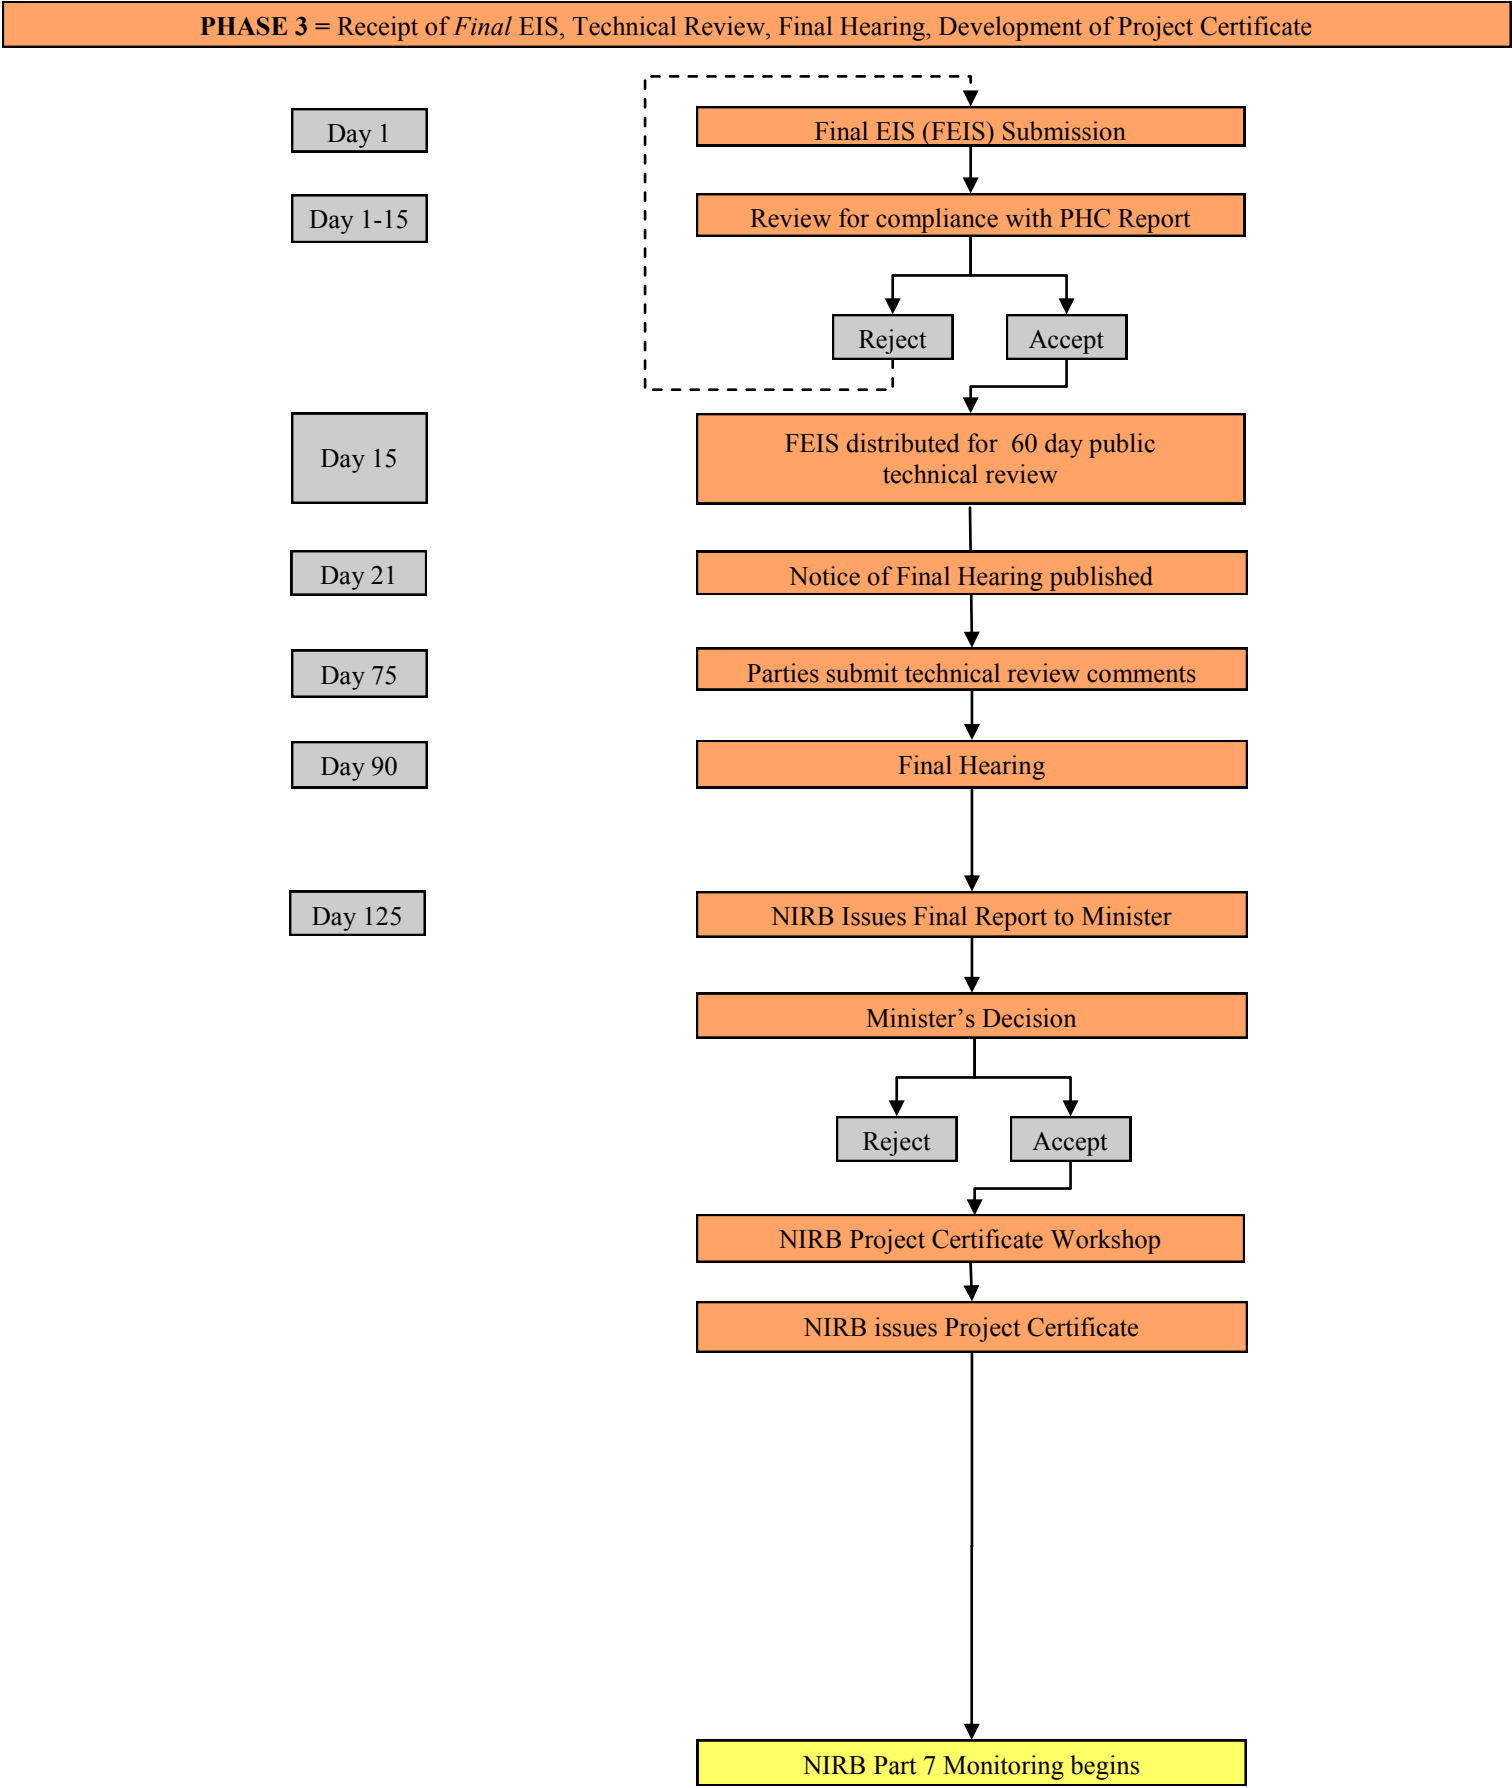 PHASE 3 = Receipt of Final EIS, Technical Review, Final Hearing, Development of Project Certificate
Day 1
Final EIS (FEIS) Submission
Day 1-15
Review for compliance with PHC Report
Reject
Accept
Day 15
FEIS distributed for 60 day public
technical review
Day 21
Notice of Final Hearing published
Day 75
Parties submit technical review comments
Day 90
Final Hearing
Day 125
NIRB Issues Final Report to Minister
Minister’s Decision
Reject
Accept
NIRB Project Certificate Workshop
NIRB issues Project Certificate
NIRB Part 7 Monitoring begins